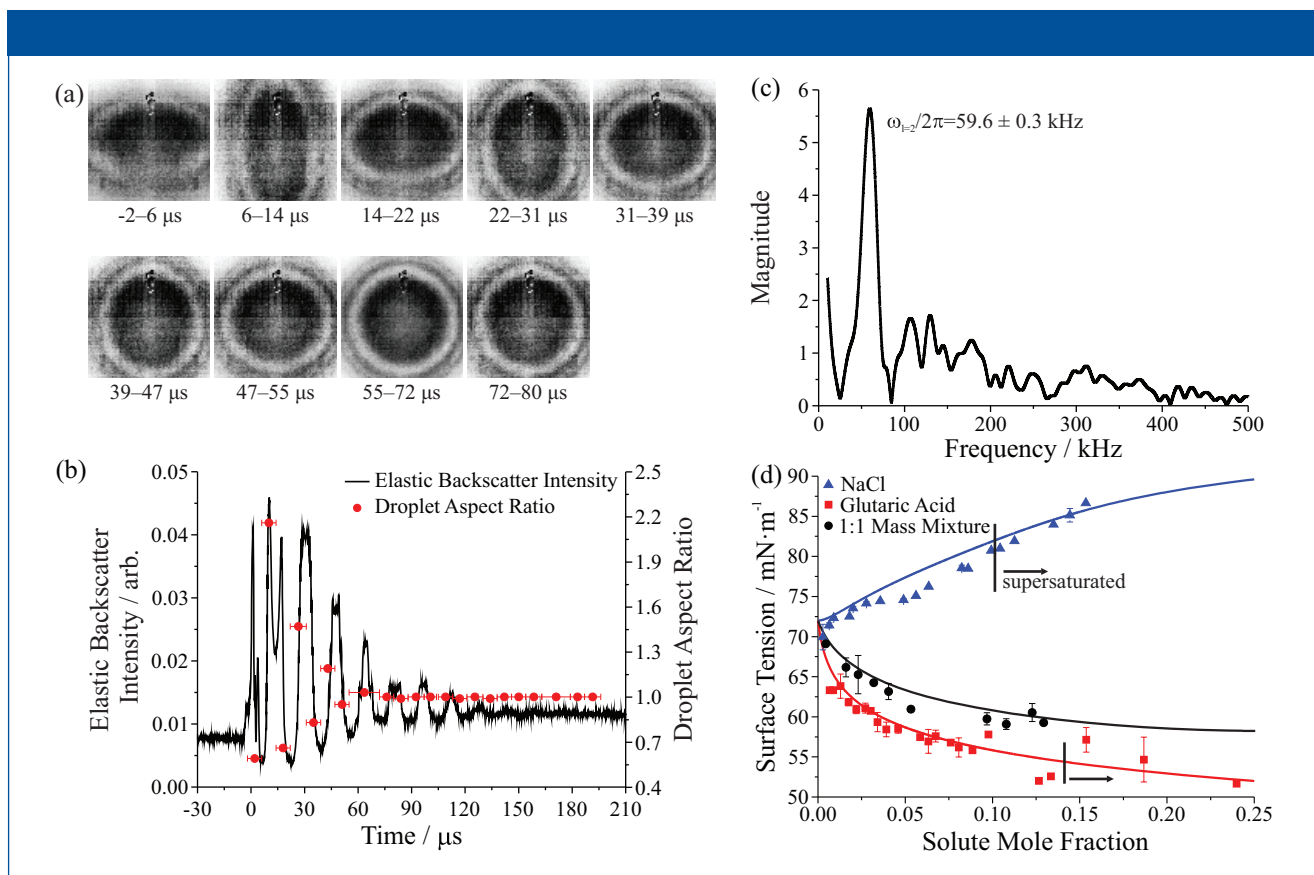 (a)
-2–6 μs
6–14 μs
14–22 μs
22–31 μs
31–39 μs
39–47 μs
47–55 μs
55–72 μs
72–80 μs
(b)
Elastic Backscatter Intensity
Droplet Aspect Ratio
Elastic Backscatter
Intensity / arb.
0.05
0.04
0.03
0.02
0.01
0.00
-30
0
30
60
90
120
150
180
210
Time / μs
2.5
2.2
1.9
1.6
1.3
1.0
0.7
0.4
Droplet Aspect Ratio
(c)
ω_{l=2}/2π=59.6 ± 0.3 kHz
Magnitude
6
5
4
3
2
1
0
0
100
200
300
400
500
Frequency / kHz
(d)
NaCl
Glutaric Acid
1:1 Mass Mixture
supersaturated
Surface Tension / mN·m⁻¹
90
85
80
75
70
65
60
55
50
0.00
0.05
0.10
0.15
0.20
0.25
Solute Mole Fraction